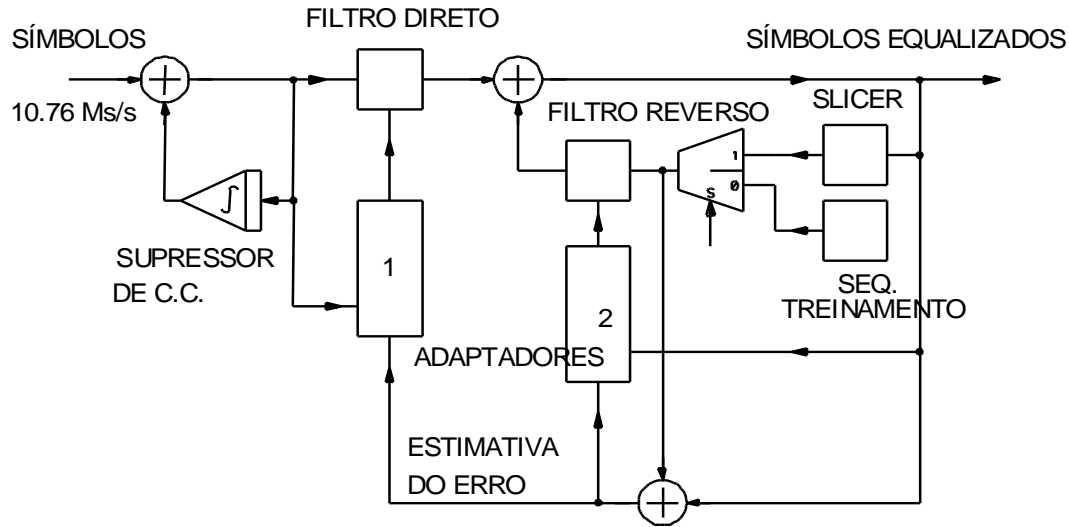 FILTRO DIRETO
SÍMBOLOS
SÍMBOLOS EQUALIZADOS
10.76 Ms/s
FILTRO REVERSO
SLICER
1
0
S
∫
SUPRESSOR
DE C.C.
1
2
SEQ.
TREINAMENTO
ADAPTADORES
ESTIMATIVA
DO ERRO